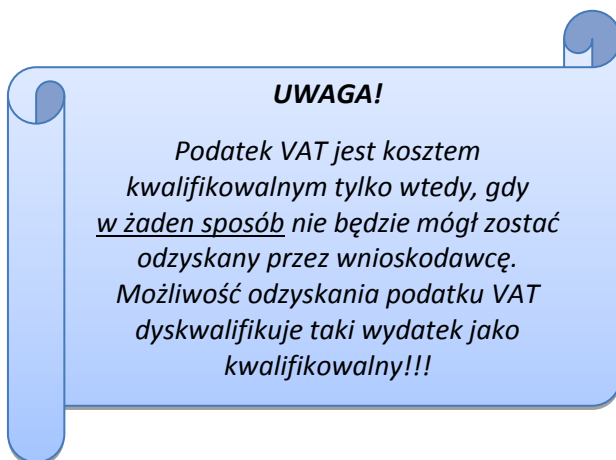 UWAGA!
Podatek VAT jest kosztem
kwalifikowalnym tylko wtedy, gdy
w żaden sposób nie będzie mógł zostać
odzyskany przez wnioskodawcę.
Możliwość odzyskania podatku VAT
dyskwalifikuje taki wydatek jako
kwalifikowalny!!!